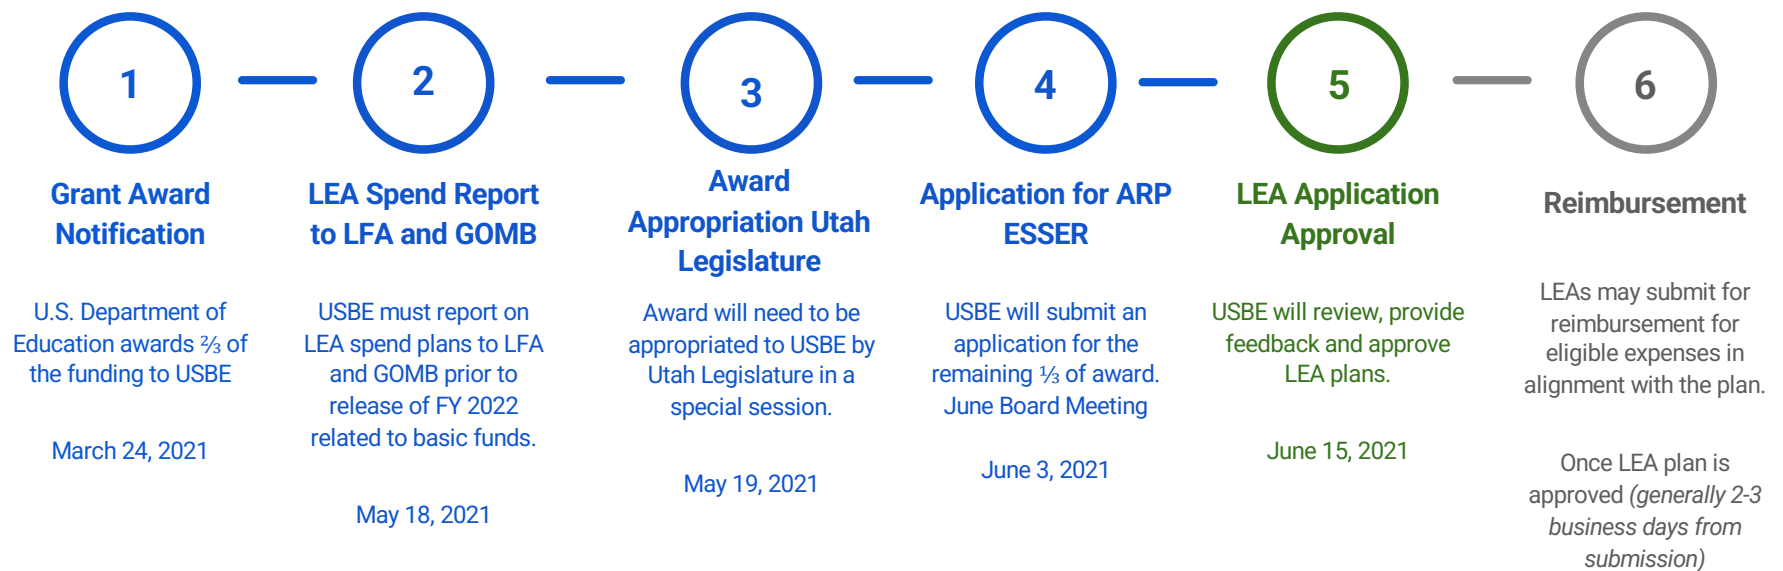 1
Grant Award
Notification
U.S. Department of
Education awards ⅔ of
the funding to USBE
March 24, 2021
2
LEA Spend Report
to LFA and GOMB
USBE must report on
LEA spend plans to LFA
and GOMB prior to
release of FY 2022
related to basic funds.
May 18, 2021
3
Award
Appropriation Utah
Legislature
Award will need to be
appropriated to USBE by
Utah Legislature in a
special session.
May 19, 2021
4
Application for ARP
ESSER
USBE will submit an
application for the
remaining ⅓ of award.
June Board Meeting
June 3, 2021
5
LEA Application
Approval
USBE will review, provide
feedback and approve
LEA plans.
June 15, 2021
6
Reimbursement
LEAs may submit for
reimbursement for
eligible expenses in
alignment with the plan.
Once LEA plan is
approved (generally 2-3
business days from
submission)